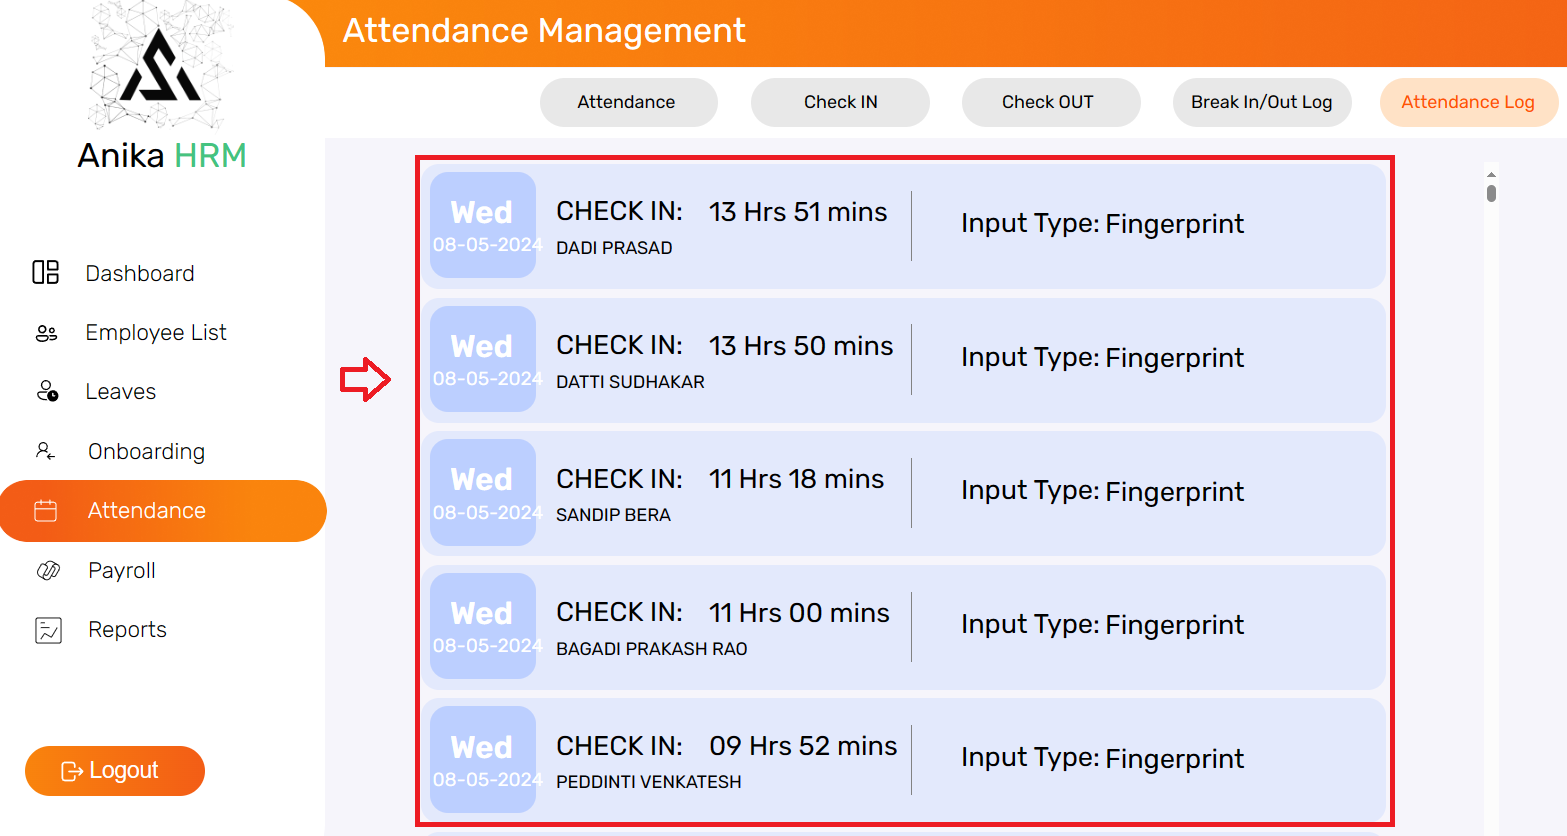 Attendance Management
Anika HRM
Attendance
Check IN
Check OUT
Break In/Out Log
Attendance Log
Dashboard
Employee List
Leaves
Onboarding
Attendance
Payroll
Reports
Logout
Wed
08-05-2024
CHECK IN: 13 Hrs 51 mins
DADI PRASAD
Input Type: Fingerprint
Wed
08-05-2024
CHECK IN: 13 Hrs 50 mins
DATTI SUDHAKAR
Input Type: Fingerprint
Wed
08-05-2024
CHECK IN: 11 Hrs 18 mins
SANDIP BERA
Input Type: Fingerprint
Wed
08-05-2024
CHECK IN: 11 Hrs 00 mins
BAGADI PRAKASH RAO
Input Type: Fingerprint
Wed
08-05-2024
CHECK IN: 09 Hrs 52 mins
PEDDINTI VENKATESH
Input Type: Fingerprint